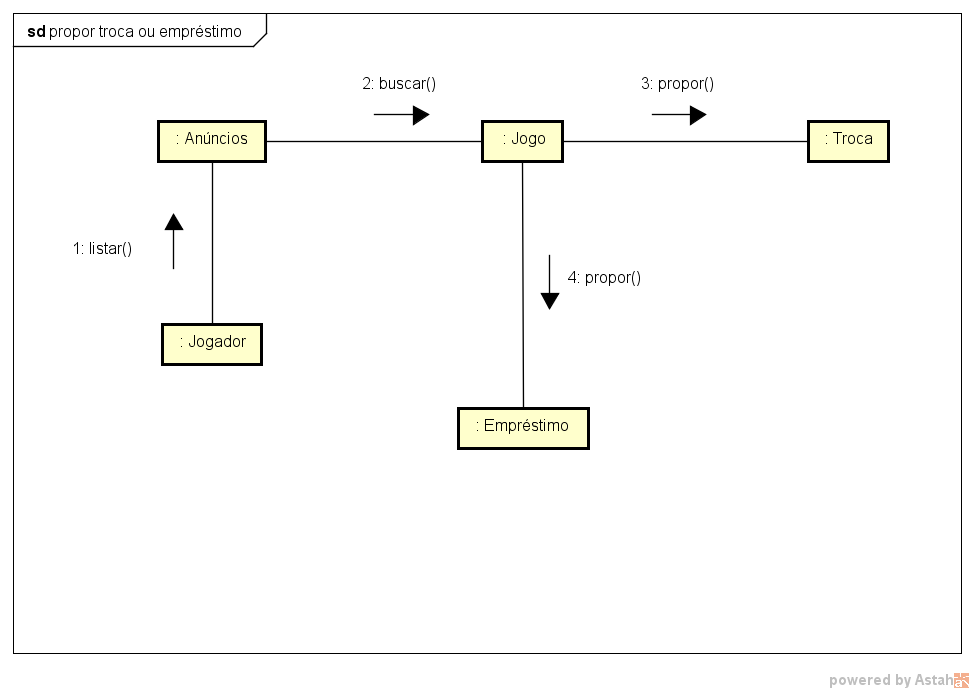 sd propor troca ou empréstimo
2: buscar()
3: propor()
: Anúncios
: Jogo
: Troca
1: listar()
4: propor()
: Jogador
: Empréstimo
powered by Astah